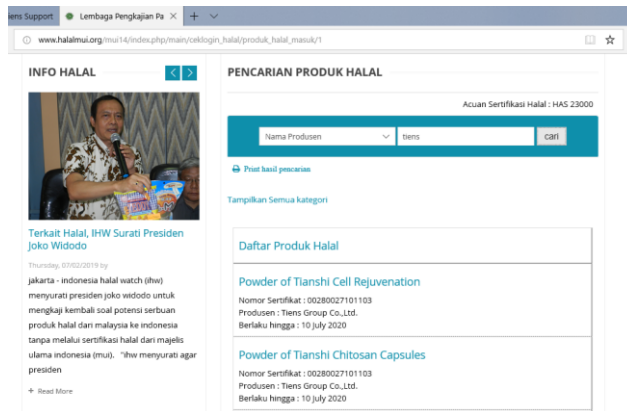 iens Support
Lembaga Pengkajian Pa
www.halalmui.org/mui14/index.php/main/ceklogin_halal/produk_halal_masuk/1
INFO HALAL
Terkait Halal, IHW Surati Presiden
Joko Widodo
Thursday, 07/02/2019 by
jakarta - indonesia halal watch (ihw)
menyurati presiden joko widodo untuk
mengkaji kembali soal potensi serbuan
produk halal dari malaysia ke indonesia
tanpa melalui sertifikasi halal dari majelis
ulama indonesia (mui). "ihw menyurati agar
presiden
+ Read More
PENCARIAN PRODUK HALAL
Acuan Sertifikasi Halal : HAS 23000
Nama Produsen
tiens
cari
Print hasil pencarian
Tampilkan Semua kategori
Daftar Produk Halal
Powder of Tianshi Cell Rejuvenation
Nomor Sertifikat : 00280027101103
Produsen : Tiens Group Co.,Ltd.
Berlaku hingga : 10 July 2020
Powder of Tianshi Chitosan Capsules
Nomor Sertifikat : 00280027101103
Produsen : Tiens Group Co.,Ltd.
Berlaku hingga : 10 July 2020